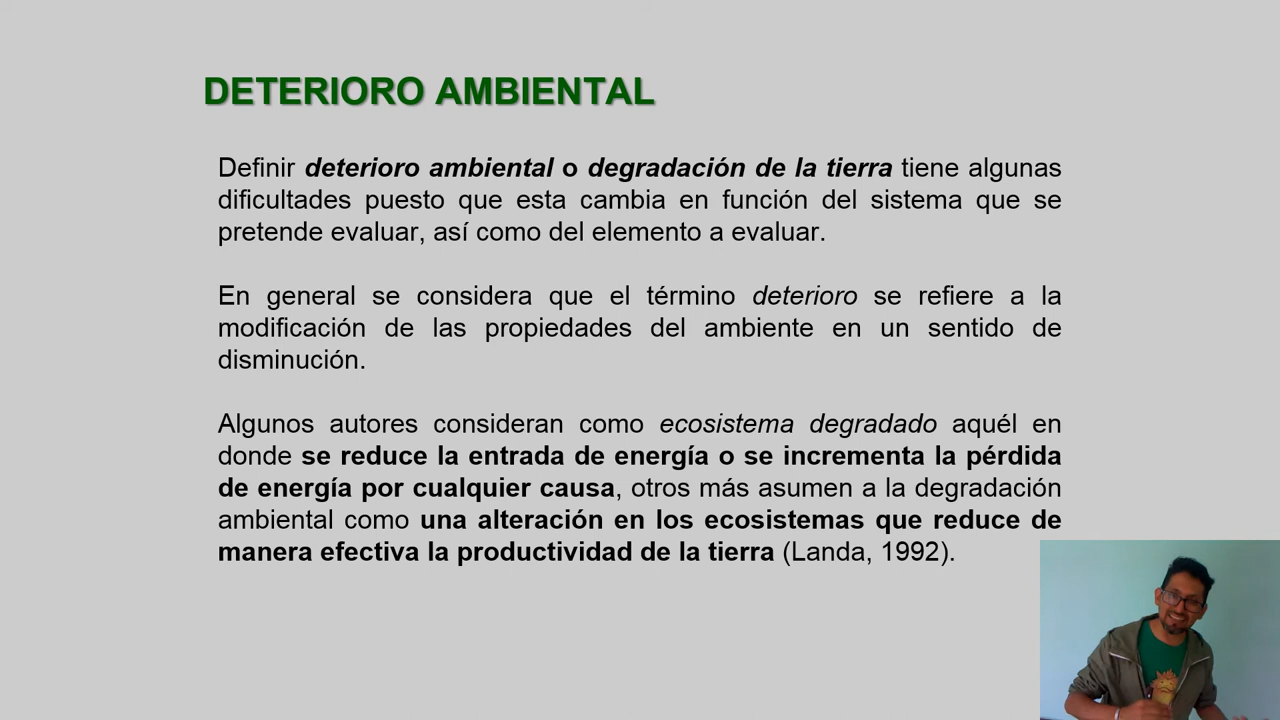 DETERIORO AMBIENTAL
Definir deterioro ambiental o degradación de la tierra tiene algunas
dificultades puesto que esta cambia en función del sistema que se
pretende evaluar, así como del elemento a evaluar.
En general se considera que el término deterioro se refiere a la
modificación de las propiedades del ambiente en un sentido de
disminución.
Algunos autores consideran como ecosistema degradado aquél en
donde se reduce la entrada de energía o se incrementa la pérdida
de energía por cualquier causa, otros más asumen a la degradación
ambiental como una alteración en los ecosistemas que reduce de
manera efectiva la productividad de la tierra (Landa, 1992).